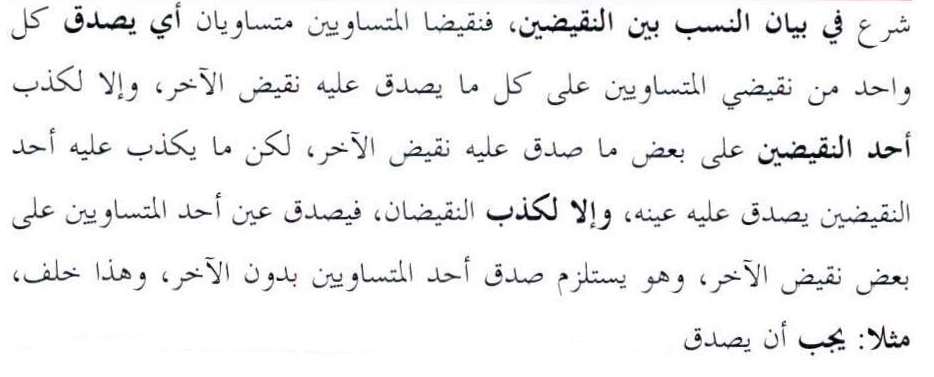 شرع في بيان النسب بين النقيضين، فنقيضا المتساويين متساويان أي يصدق كل
واحد من نقيضي المتساويين على كل ما يصدق عليه نقيض الآخر، وإلا لكذب
أحد النقيضين على بعض ما صدق عليه نقيض الآخر، لكن ما يكذب عليه أحد
النقيضين يصدق عليه عينه، وإلا لكذب النقيضان، فيصدق عين أحد المتساويين على
بعض نقيض الآخر، وهو يستلزم صدق أحد المتساويين بدون الآخر، وهذا خلف،
مثلا: يجب أن يصدق